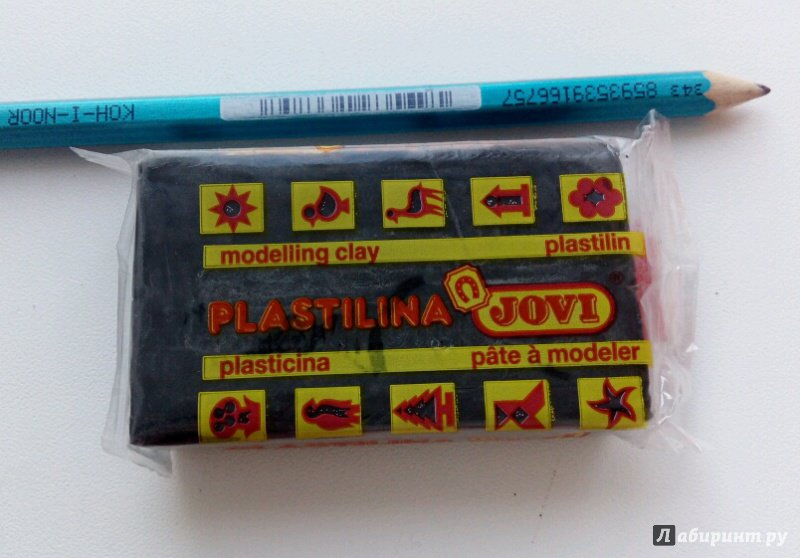 KOH-I-NOOR
8593539166757 343
modelling clay plastilin
PLASTILINA JOVI ®
plasticina pâte à modeler
Лабиринт.ру